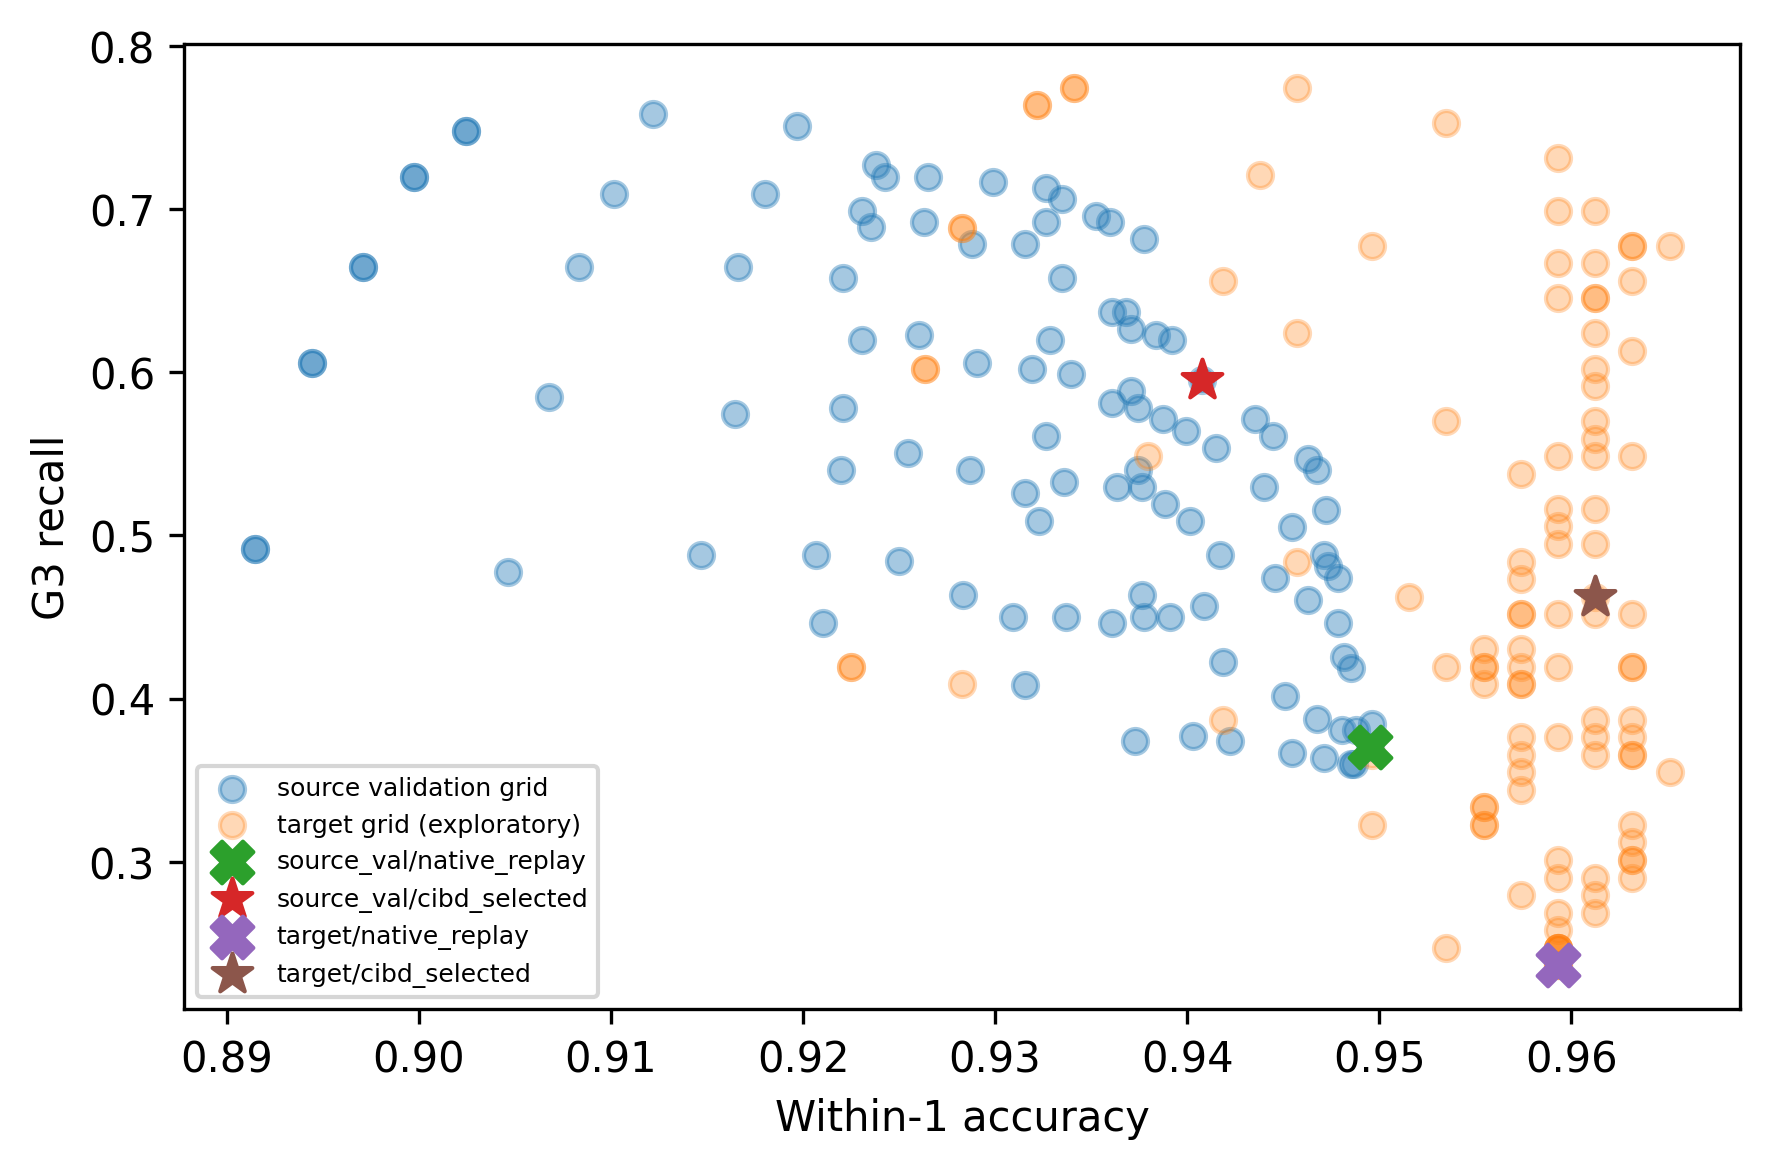 0.8
0.7
0.6
0.5
0.4
0.3
G3 recall
source validation grid
target grid (exploratory)
source_val/native_replay
source_val/cibd_selected
target/native_replay
target/cibd_selected
0.89 0.90 0.91 0.92 0.93 0.94 0.95 0.96
Within-1 accuracy